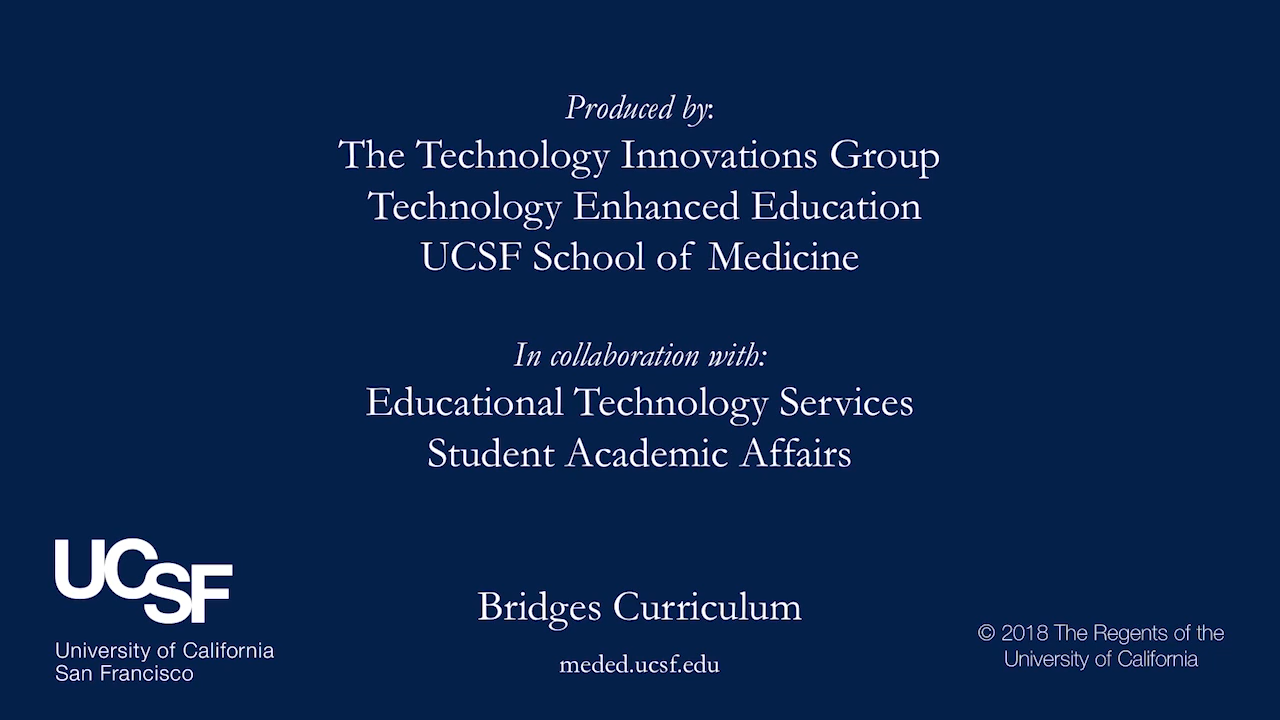 Produced by:
The Technology Innovations Group
Technology Enhanced Education
UCSF School of Medicine
In collaboration with:
Educational Technology Services
Student Academic Affairs
UCSF
University of California
San Francisco
Bridges Curriculum
meded.ucsf.edu
© 2018 The Regents of the
University of California